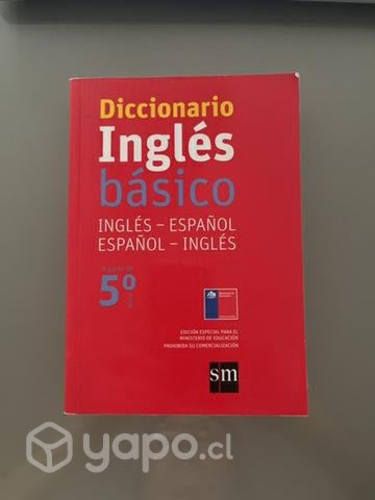 Diccionario
Inglés
básico
INGLÉS – ESPAÑOL
ESPAÑOL – INGLÉS
5º
EDICIÓN ESPECIAL PARA EL
MINISTERIO DE EDUCACIÓN
PROHIBIDA SU COMERCIALIZACIÓN
sm
yapo.cl